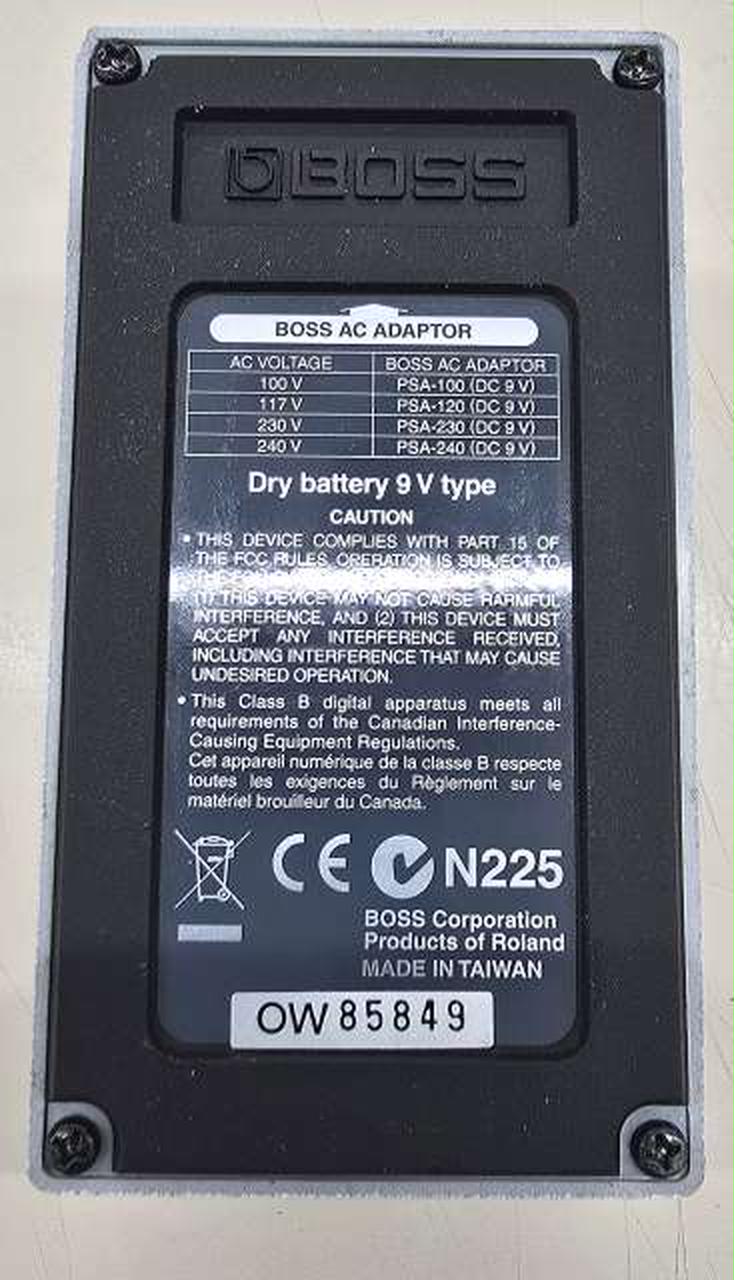 BOSS
BOSS AC ADAPTOR
AC VOLTAGE BOSS AC ADAPTOR
100 V PSA-100 (DC 9 V)
117 V PSA-120 (DC 9 V)
230 V PSA-230 (DC 9 V)
240 V PSA-240 (DC 9 V)
Dry battery 9 V type
CAUTION
• THIS DEVICE COMPLIES WITH PART 15 OF
THE FCC RULES. OPERATION IS SUBJECT TO
(1) THIS DEVICE MAY NOT CAUSE HARMFUL
INTERFERENCE, AND (2) THIS DEVICE MUST
ACCEPT ANY INTERFERENCE RECEIVED,
INCLUDING INTERFERENCE THAT MAY CAUSE
UNDESIRED OPERATION.
• This Class B digital apparatus meets all
requirements of the Canadian Interference-
Causing Equipment Regulations.
Cet appareil numérique de la classe B respecte
toutes les exigences du Règlement sur le
matériel brouilleur du Canada.
CE N225
BOSS Corporation
Products of Roland
MADE IN TAIWAN
OW 85849